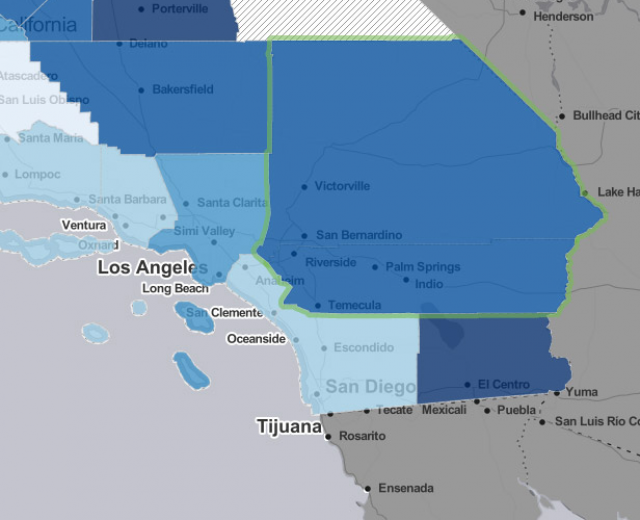 Porterville
Henderson
California
Delano
Atascadero
Bakersfield
San Luis Obispo
Bullhead Cit
Santa Maria
Lompoc
Victorville
Lake Ha
Santa Barbara
Santa Clarita
Ventura
Simi Valley
San Bernardino
Oxnard
Riverside
Palm Springs
Los Angeles
Anaheim
Indio
Long Beach
Temecula
San Clemente
Oceanside
Escondido
San Diego
El Centro
Yuma
Tecate
Mexicali
Puebla
Tijuana
San Luis Río Co
Rosarito
Ensenada